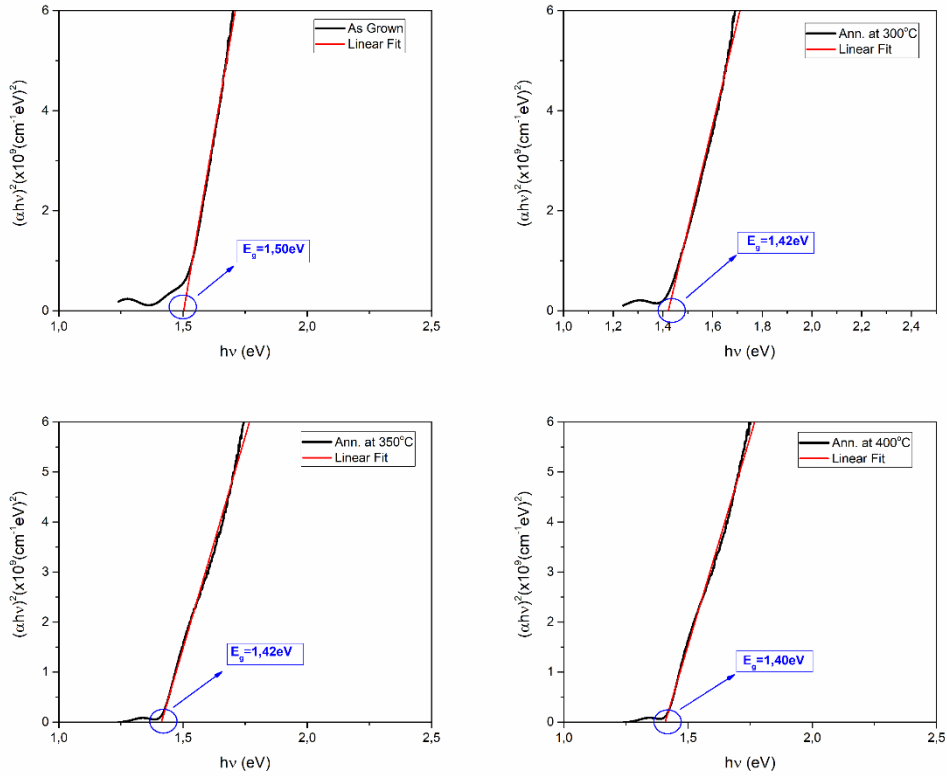 As Grown
Linear Fit
(αhν)²(x10⁹(cm⁻¹eV)²)
6
4
2
0
E_g=1,50eV
1,0
1,5
2,0
2,5
hν (eV)
Ann. at 300°C
Linear Fit
(αhν)²(x10⁹(cm⁻¹eV)²)
6
4
2
0
E_g=1,42eV
1,0
1,2
1,4
1,6
1,8
2,0
2,2
2,4
hν (eV)
Ann. at 350°C
Linear Fit
(αhν)²(x10⁹(cm⁻¹eV)²)
6
5
4
3
2
1
0
E_g=1,42eV
1,0
1,5
2,0
2,5
hν (eV)
Ann. at 400°C
Linear Fit
(αhν)²(x10⁹(cm⁻¹eV)²)
6
5
4
3
2
1
0
E_g=1,40eV
1,0
1,5
2,0
2,5
hν (eV)